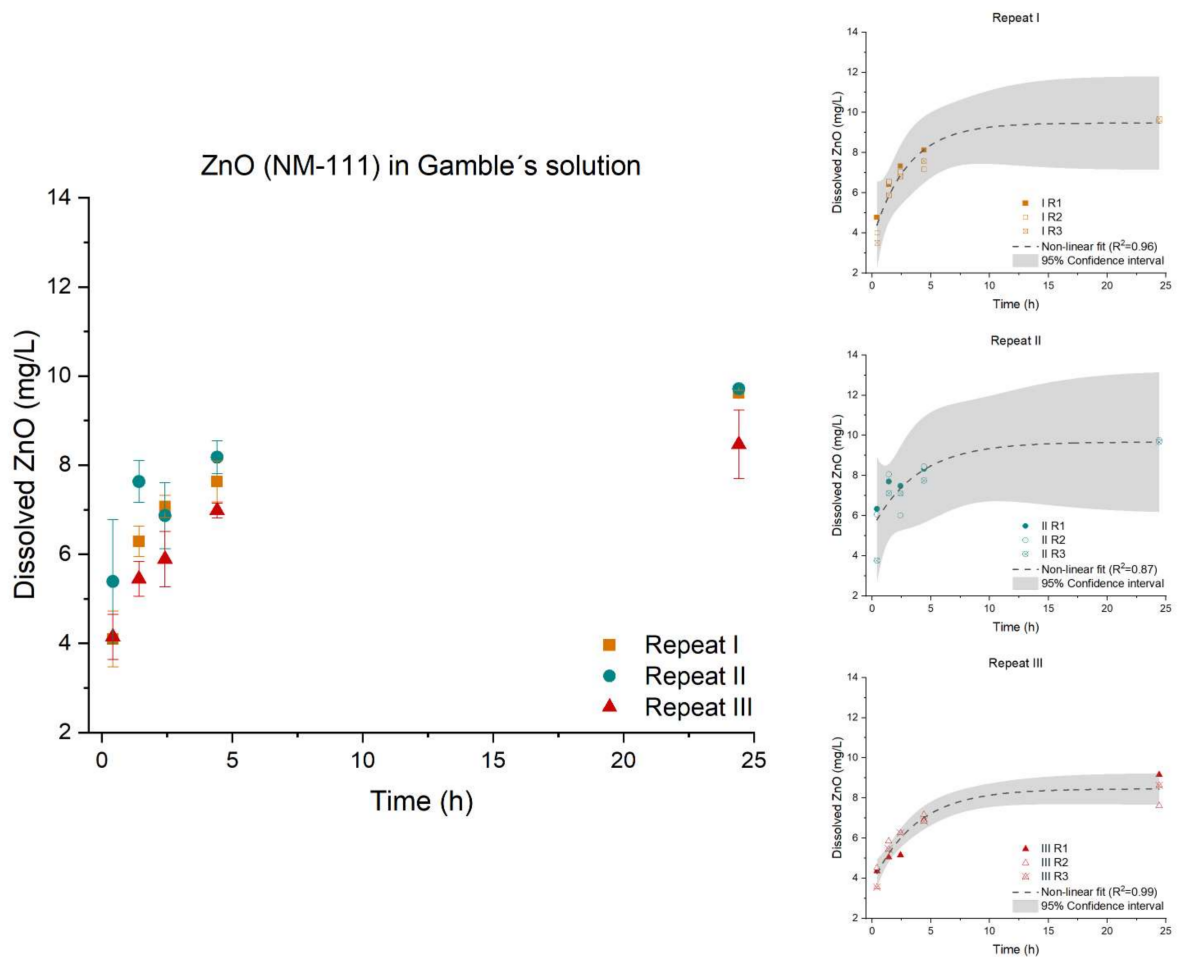 ZnO (NM-111) in Gamble´s solution
14
12
10
8
6
4
2
Dissolved ZnO (mg/L)
0
5
10
15
20
25
Time (h)
Repeat I
Repeat II
Repeat III
Repeat I
14
12
10
8
6
4
2
Dissolved ZnO (mg/L)
I R1
I R2
I R3
Non-linear fit (R²=0.96)
95% Confidence interval
0
5
10
15
20
25
Time (h)
Repeat II
14
12
10
8
6
4
2
Dissolved ZnO (mg/L)
II R1
II R2
II R3
Non-linear fit (R²=0.87)
95% Confidence interval
0
5
10
15
20
25
Time (h)
Repeat III
14
12
10
8
6
4
2
Dissolved ZnO (mg/L)
III R1
III R2
III R3
Non-linear fit (R²=0.99)
95% Confidence interval
0
5
10
15
20
25
Time (h)